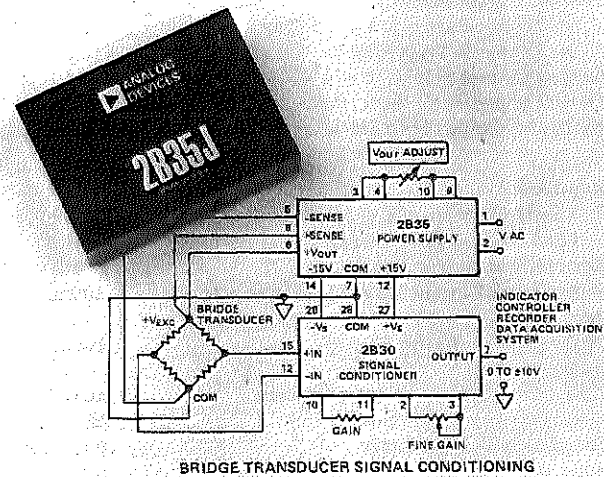 ANALOG
DEVICES
2B35J
VOUT ADJUST
3 4 10 9
5 -SENSE
8 +SENSE
6 +VOUT
2B35
POWER SUPPLY
1
2
V AC
-15V COM +15V
14 7 12
26 28 27
-VS COM +VS
+VEXC
BRIDGE
TRANSDUCER
COM
15 +IN
12 -IN
2B30
SIGNAL
CONDITIONER
OUTPUT
7
INDICATOR
CONTROLLER
RECORDER
DATA ACQUISITION
SYSTEM
0 TO ±10V
10 11 2 3
GAIN
FINE GAIN
BRIDGE TRANSDUCER SIGNAL CONDITIONING